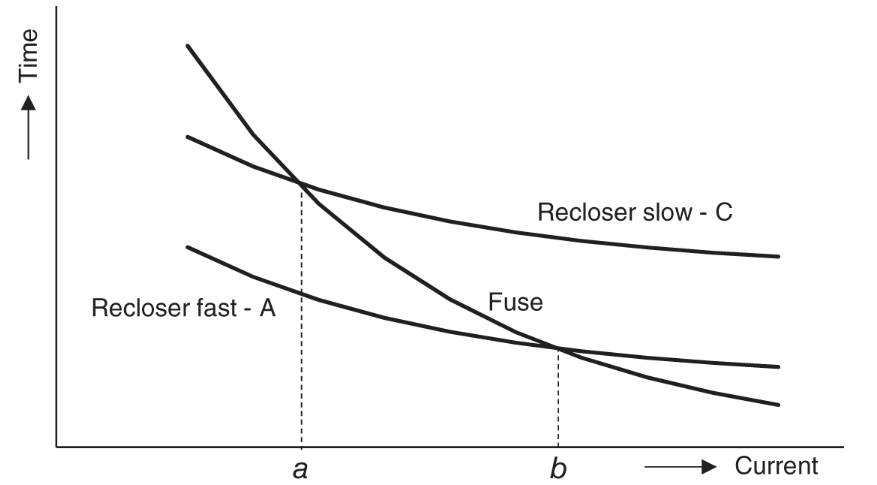 Time
Recloser slow - C
Recloser fast - A
Fuse
a
b
Current